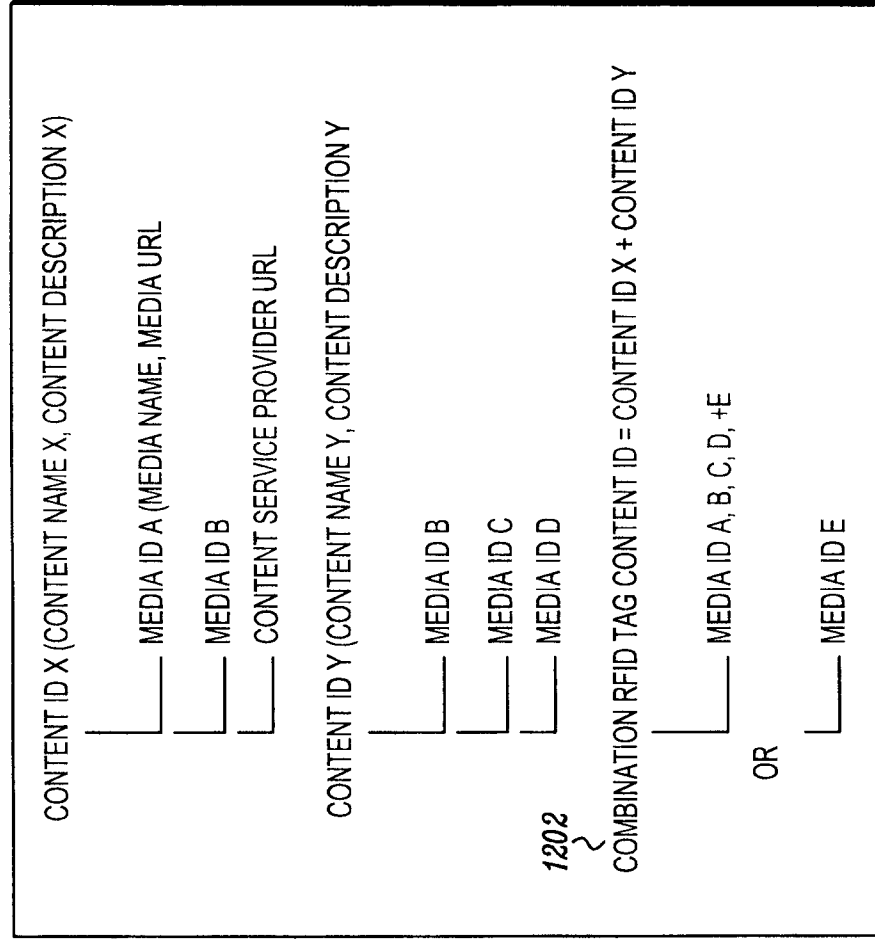 CONTENT ID X (CONTENT NAME X, CONTENT DESCRIPTION X)
MEDIA ID A (MEDIA NAME, MEDIA URL
MEDIA ID B
CONTENT SERVICE PROVIDER URL
CONTENT ID Y (CONTENT NAME Y, CONTENT DESCRIPTION Y
MEDIA ID B
MEDIA ID C
MEDIA ID D
1202
COMBINATION RFID TAG CONTENT ID = CONTENT ID X + CONTENT ID Y
MEDIA ID A, B, C, D, +E
OR
MEDIA ID E